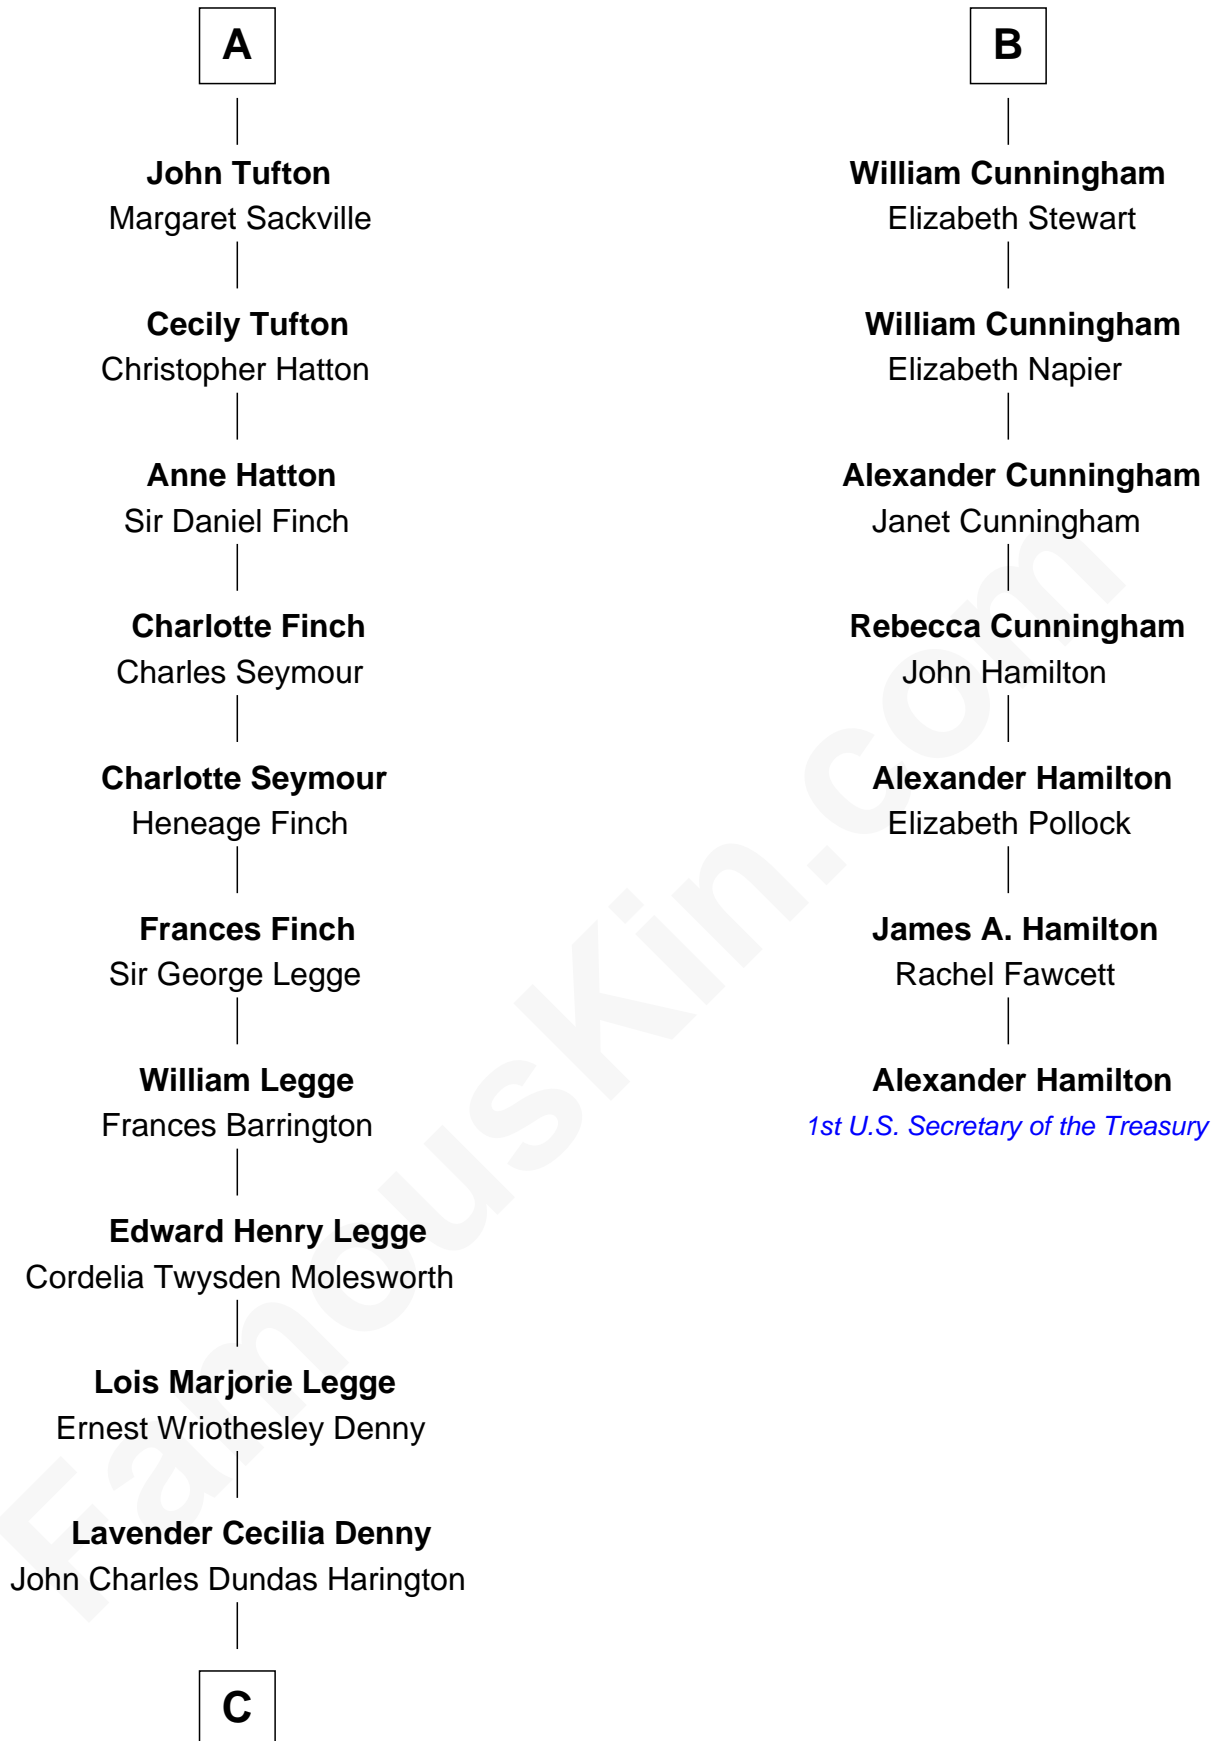 A
John Tufton
Margaret Sackville
Cecily Tufton
Christopher Hatton
Anne Hatton
Sir Daniel Finch
Charlotte Finch
Charles Seymour
Charlotte Seymour
Heneage Finch
Frances Finch
Sir George Legge
William Legge
Frances Barrington
Edward Henry Legge
Cordelia Twysden Molesworth
Lois Marjorie Legge
Ernest Wriothesley Denny
Lavender Cecilia Denny
John Charles Dundas Harington
C
B
William Cunningham
Elizabeth Stewart
William Cunningham
Elizabeth Napier
Alexander Cunningham
Janet Cunningham
Rebecca Cunningham
John Hamilton
Alexander Hamilton
Elizabeth Pollock
James A. Hamilton
Rachel Fawcett
Alexander Hamilton
1st U.S. Secretary of the Treasury
FamousKin.com